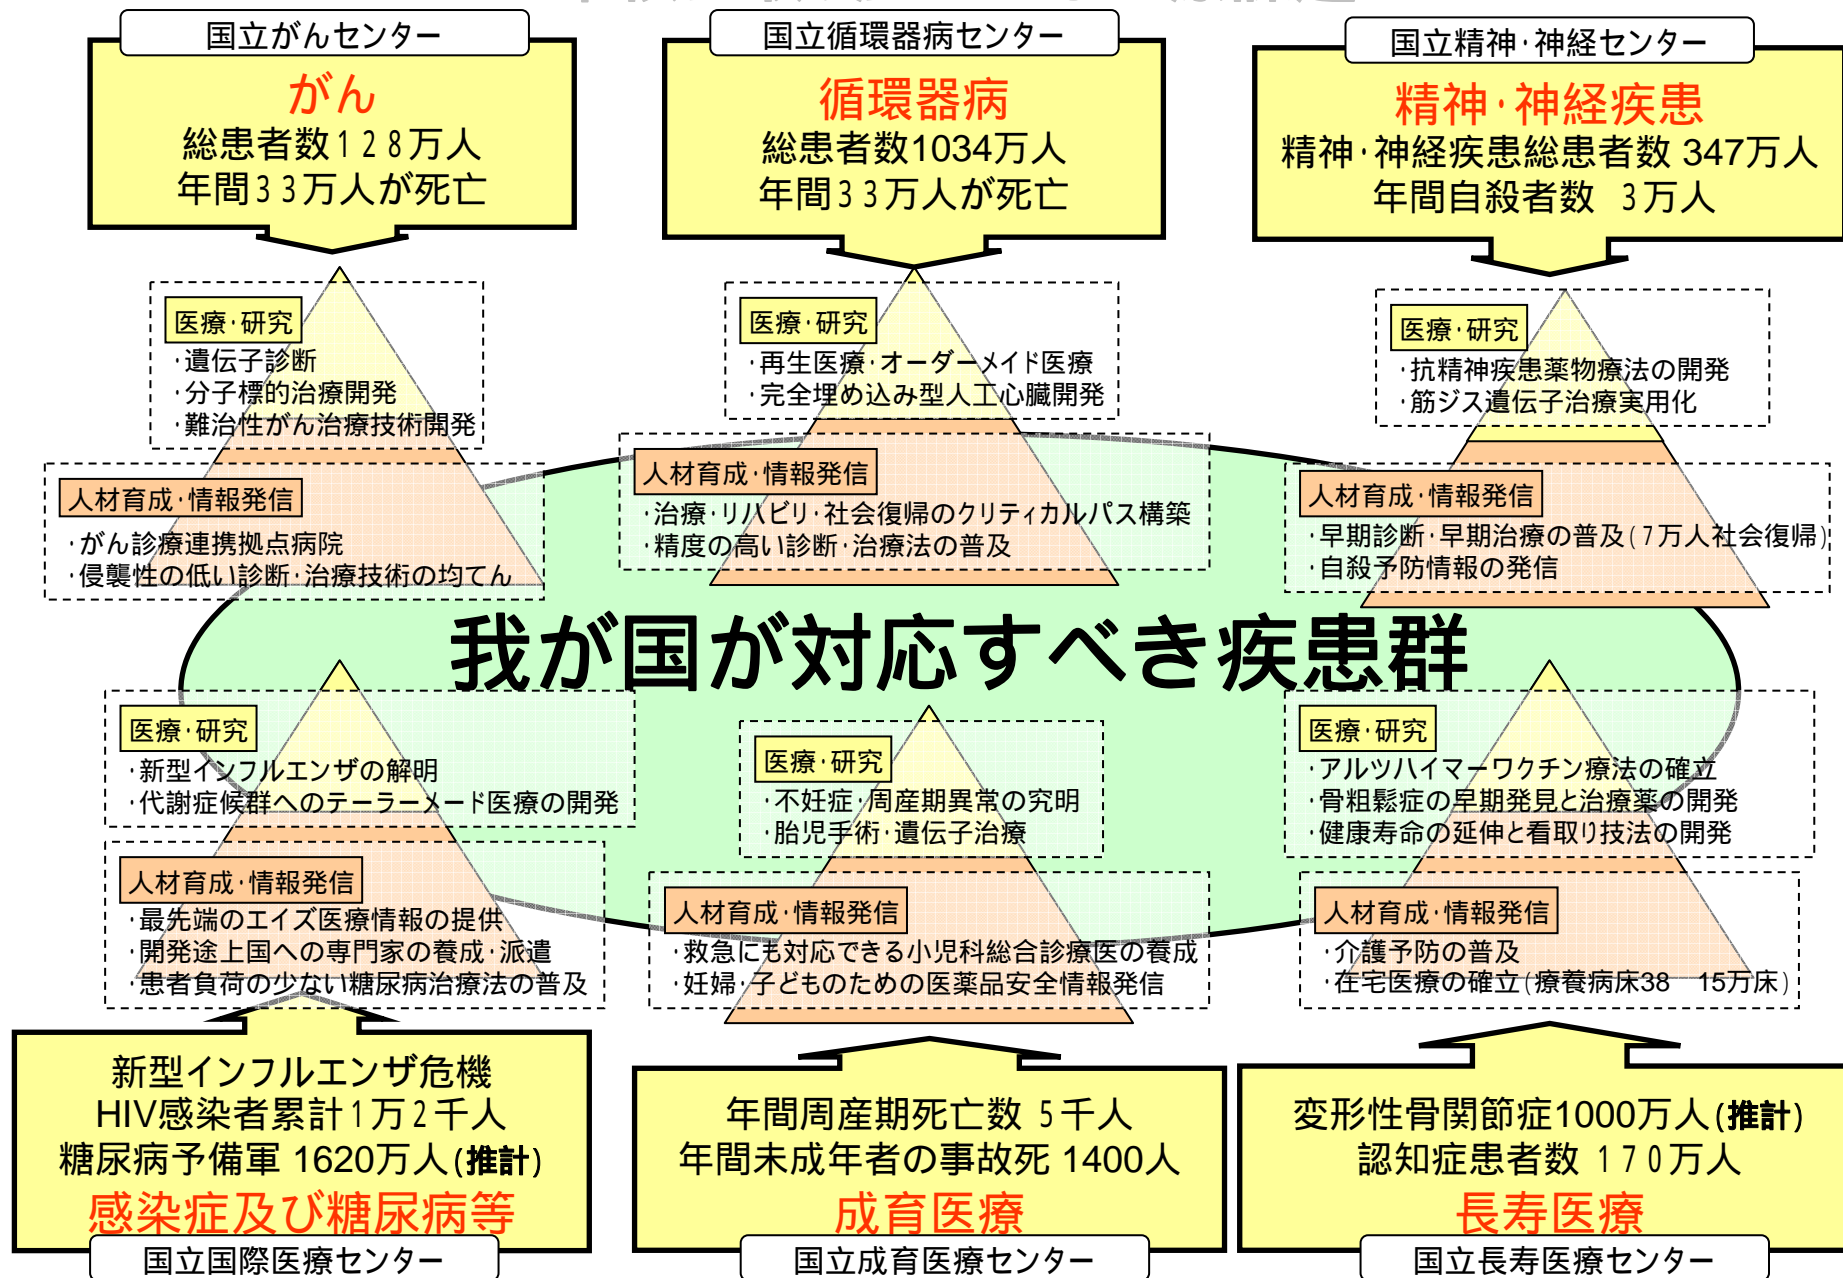 国立がんセンター
がん
総患者数128万人
年間33万人が死亡
医療・研究
・遺伝子診断
・分子標的治療開発
・難治性がん治療技術開発
人材育成・情報発信
・がん診療連携拠点病院
・侵襲性の低い診断・治療技術の均てん
国立循環器病センター
循環器病
総患者数1034万人
年間33万人が死亡
医療・研究
・再生医療・オーダーメイド医療
・完全埋め込み型人工心臓開発
人材育成・情報発信
・治療・リハビリ・社会復帰のクリティカルパス構築
・精度の高い診断・治療法の普及
国立精神・神経センター
精神・神経疾患
精神・神経疾患総患者数 347万人
年間自殺者数 3万人
医療・研究
・抗精神疾患薬物療法の開発
・筋ジス遺伝子治療実用化
人材育成・情報発信
・早期診断・早期治療の普及(7万人社会復帰)
・自殺予防情報の発信
我が国が対応すべき疾患群
医療・研究
・新型インフルエンザの解明
・代謝症候群へのテーラーメード医療の開発
人材育成・情報発信
・最先端のエイズ医療情報の提供
・開発途上国への専門家の養成・派遣
・患者負荷の少ない糖尿病治療法の普及
新型インフルエンザ危機
HIV感染者累計1万2千人
糖尿病予備軍 1620万人(推計)
感染症及び糖尿病等
国立国際医療センター
医療・研究
・不妊症・周産期異常の究明
・胎児手術・遺伝子治療
人材育成・情報発信
・救急にも対応できる小児科総合診療医の養成
・妊婦・子どものための医薬品安全情報発信
年間周産期死亡数 5千人
年間未成年者の事故死 1400人
成育医療
国立成育医療センター
医療・研究
・アルツハイマーワクチン療法の確立
・骨粗鬆症の早期発見と治療薬の開発
・健康寿命の延伸と看取り技法の開発
人材育成・情報発信
・介護予防の普及
・在宅医療の確立(療養病床38 15万床)
変形性骨関節症1000万人(推計)
認知症患者数 170万人
長寿医療
国立長寿医療センター